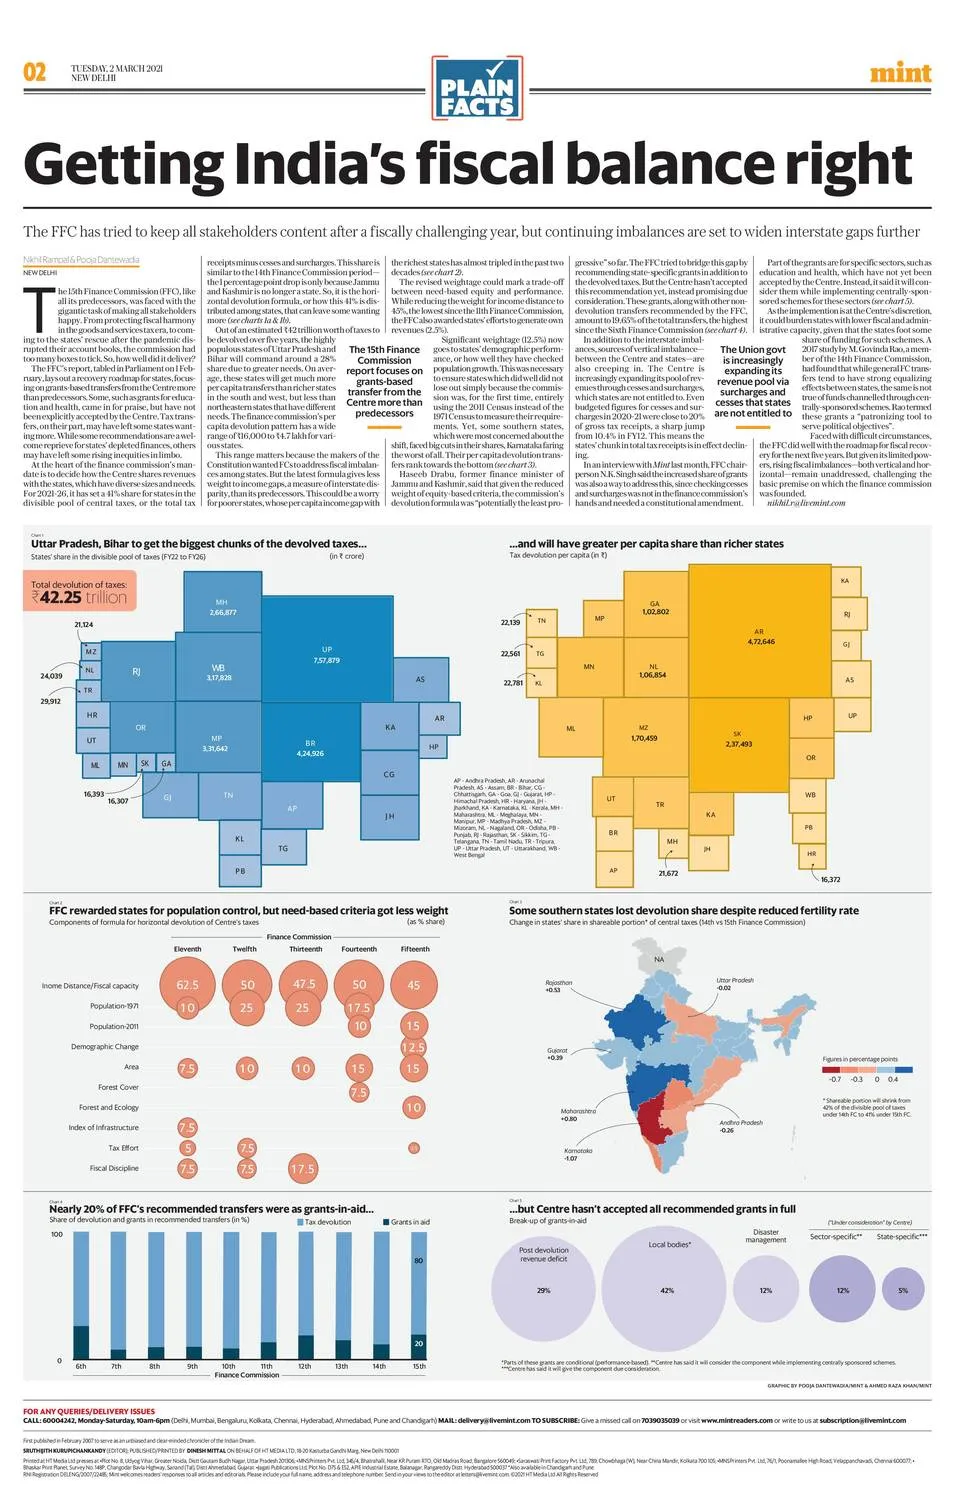 02
TUESDAY, 2 MARCH 2021
NEW DELHI
PLAIN
FACTS
mint
Getting India's fiscal balance right
The FFC has tried to keep all stakeholders content after a fiscally challenging year, but continuing imbalances are set to widen interstate gaps further
Nikhil Rampal & Pooja Dantewadia
NEW DELHI
The 15th Finance Commission (FFC), like
all its predecessors, was faced with the
gigantic task of making all stakeholders
happy. From protecting fiscal harmony
in the goods and services tax era, to com-
ing to the states' rescue after the pandemic dis-
rupted their account books, the commission had
too many boxes to tick. So, how well did it deliver?
The FFC's report, tabled in Parliament on 1 Feb-
ruary, lays out a recovery roadmap for states, focus-
ing on grants-based transfers from the Centre more
than predecessors. Some, such as grants for educa-
tion and health, came in for praise, but have not
been explicitly accepted by the Centre. Tax trans-
fers, on their part, may have left some states want-
ing more. While some recommendations are a wel-
come reprieve for states' depleted finances, others
may have left some rising inequities in limbo.
At the heart of the finance commission's man-
date is to decide how the Centre shares revenues
with the states, which have diverse sizes and needs.
For 2021-26, it has set a 41% share for states in the
divisible pool of central taxes, or the total tax
receipts minus cesses and surcharges. This share is
similar to the 14th Finance Commission period—
the 1 percentage point drop is only because Jammu
and Kashmir is no longer a state. So, it is the hori-
zontal devolution formula, or how this 41% is dis-
tributed among states, that can leave some wanting
more (see charts 1a & 1b).
Out of an estimated ₹42 trillion worth of taxes to
be devolved over five years, the highly
populous states of Uttar Pradesh and
Bihar will command around a 28%
share due to greater needs. On aver-
age, these states will get much more
per capita transfers than richer states
in the south and west, but less than
northeastern states that have different
needs. The finance commission's per
capita devolution pattern has a wide
range of ₹16,000 to ₹4.7 lakh for vari-
ous states.
This range matters because the makers of the
Constitution wanted FCs to address fiscal imbalan-
ces among states. But the latest formula gives less
weight to income gaps, a measure of interstate dis-
parity, than its predecessors. This could be a worry
for poorer states, whose per capita income gap with
The 15th Finance
Commission
report focuses on
grants-based
transfer from the
Centre more than
predecessors
the richest states has almost tripled in the past two
decades (see chart 2).
The revised weightage could mark a trade-off
between need-based equity and performance.
While reducing the weight for income distance to
45%, the lowest since the 11th Finance Commission,
the FFC also awarded states' efforts to generate own
revenues (2.5%).
Significant weightage (12.5%) now
goes to states' demographic perform-
ance, or how well they have checked
population growth. This was necessary
to ensure states which did well did not
lose out simply because the commis-
sion was, for the first time, entirely
using the 2011 Census instead of the
1971 Census to measure their require-
ments. Yet, some southern states,
which were most concerned about the
shift, faced big cuts in their shares, Karnataka faring
the worst of all. Their per capita devolution trans-
fers rank towards the bottom (see chart 3).
Haseeb Drabu, former finance minister of
Jammu and Kashmir, said that given the reduced
weight of equity-based criteria, the commission's
devolution formula was "potentially the least pro-
gressive" so far. The FFC tried to bridge this gap by
recommending state-specific grants in addition to
the devolved taxes. But the Centre hasn't accepted
this recommendation yet, instead promising due
consideration. These grants, along with other non-
devolution transfers recommended by the FFC,
amount to 19.65% of the total transfers, the highest
since the Sixth Finance Commission (see chart 4).
In addition to the interstate imbal-
ances, sources of vertical imbalance—
between the Centre and states—are
also creeping in. The Centre is
increasingly expanding its pool of rev-
enues through cesses and surcharges,
which states are not entitled to. Even
budgeted figures for cesses and sur-
charges in 2020-21 were close to 20%
of gross tax receipts, a sharp jump
from 10.4% in FY12. This means the
states' chunk in total tax receipts is in effect declin-
ing.
In an interview with Mint last month, FFC chair-
person N.K. Singh said the increased share of grants
was also a way to address this, since checking cesses
and surcharges was not in the finance commission's
hands and needed a constitutional amendment.
The Union govt
is increasingly
expanding its
revenue pool via
surcharges and
cesses that states
are not entitled to
Part of the grants are for specific sectors, such as
education and health, which have not yet been
accepted by the Centre. Instead, it said it will con-
sider them while implementing centrally-spon-
sored schemes for these sectors (see chart 5).
As the implementation is at the Centre's discretion,
it could burden states with lower fiscal and admin-
istrative capacity, given that the states foot some
share of funding such schemes. A
2017 study by M. Govinda Rao, a mem-
ber of the 14th Finance Commission,
had found that while general FC trans-
fers tend to have strong equalizing
effects between states, the same is not
true of funds channelled through cen-
trally-sponsored schemes. Rao termed
these grants a "patronizing tool to
serve political objectives".
Faced with difficult circumstances,
the FFC did well with the roadmap for fiscal recov-
ery for the next five years. But given its limited pow-
ers, rising fiscal imbalances—both vertical and hor-
izontal—remain unaddressed, challenging the
basic premise on which the finance commission
was founded.
nikhil.r@livemint.com
Chart 1
Uttar Pradesh, Bihar to get the biggest chunks of the devolved taxes...
States' share in the divisible pool of taxes (FY22 to FY26)
(in ₹ crore)
Total devolution of taxes:
₹42.25 trillion
MH
2,66,877
UP
7,57,879
21,124
MZ
24,039
NL
29,912
TR
RJ
WB
3,17,828
AS
HR
OR
MP
3,31,642
BR
4,24,926
KA
AR
UT
HP
ML
MN
SK
GA
16,393
16,307
CG
GJ
TN
AP
JH
KL
TG
PB
AP - Andhra Pradesh, AR - Arunachal
Pradesh, AS - Assam, BR - Bihar, CG -
Chhattisgarh, GA - Goa, GJ - Gujarat, HP -
Himachal Pradesh, HR - Haryana, JH -
Jharkhand, KA - Karnataka, KL - Kerala, MH -
Maharashtra, ML - Meghalaya, MN -
Manipur, MP - Madhya Pradesh, MZ -
Mizoram, NL - Nagaland, OR - Odisha, PB -
Punjab, RJ - Rajasthan, SK - Sikkim, TG -
Telangana, TN - Tamil Nadu, TR - Tripura,
UP - Uttar Pradesh, UT - Uttarakhand, WB -
West Bengal
...and will have greater per capita share than richer states
Tax devolution per capita (in ₹)
22,139
TN
22,561
TG
22,781
KL
MP
GA
1,02,802
AR
4,72,646
KA
RJ
GJ
AS
MN
NL
1,06,854
ML
MZ
1,70,459
SK
2,37,493
HP
UP
OR
UT
TR
KA
WB
BR
MH
21,672
JH
PB
AP
HR
16,372
Chart 2
FFC rewarded states for population control, but need-based criteria got less weight
Components of formula for horizontal devolution of Centre's taxes
(as % share)
Finance Commission
Eleventh Twelfth Thirteenth Fourteenth Fifteenth
Inome Distance/Fiscal capacity 62.5 50 47.5 50 45
Population-1971 10 25 25 17.5
Population-2011 10 15
Demographic Change 12.5
Area 7.5 10 10 15 15
Forest Cover 7.5
Forest and Ecology 10
Index of Infrastructure 7.5
Tax Effort 5 7.5 2.5
Fiscal Discipline 7.5 7.5 17.5
Chart 3
Some southern states lost devolution share despite reduced fertility rate
Change in states' share in shareable portion* of central taxes (14th vs 15th Finance Commission)
NA
Rajasthan
+0.53
Uttar Pradesh
-0.02
Gujarat
+0.39
Maharashtra
+0.80
Karnataka
-1.07
Andhra Pradesh
-0.26
Figures in percentage points
-0.7 -0.3 0 0.4
* Shareable portion will shrink from
42% of the divisible pool of taxes
under 14th FC to 41% under 15th FC.
Chart 4
Nearly 20% of FFC's recommended transfers were as grants-in-aid...
Share of devolution and grants in recommended transfers (in %)
Tax devolution
Grants in aid
100
80
20
0
6th 7th 8th 9th 10th 11th 12th 13th 14th 15th
Finance Commission
Chart 5
...but Centre hasn't accepted all recommended grants in full
Break-up of grants-in-aid
("Under consideration" by Centre)
Post devolution
revenue deficit
29%
Local bodies*
42%
Disaster
management
12%
Sector-specific**
12%
State-specific***
5%
*Parts of these grants are conditional (performance-based). **Centre has said it will consider the component while implementing centrally sponsored schemes.
***Centre has said it will give the component due consideration.
GRAPHIC BY POOJA DANTEWADIA/MINT & AHMED RAZA KHAN/MINT
FOR ANY QUERIES/DELIVERY ISSUES
CALL: 60004242, Monday-Saturday, 10am-6pm (Delhi, Mumbai, Bengaluru, Kolkata, Chennai, Hyderabad, Ahmedabad, Pune and Chandigarh) MAIL: delivery@livemint.com TO SUBSCRIBE: Give a missed call on 7039035039 or visit www.mintreaders.com or write to us at subscription@livemint.com
First published in February 2007 to serve as an unbiased and clear-minded chronicler of the Indian Dream.
SRUTHIJITH KURUPICHANKANDY (EDITOR); PUBLISHED/PRINTED BY DINESH MITTAL ON BEHALF OF HT MEDIA LTD, 18-20 Kasturba Gandhi Marg, New Delhi 110001